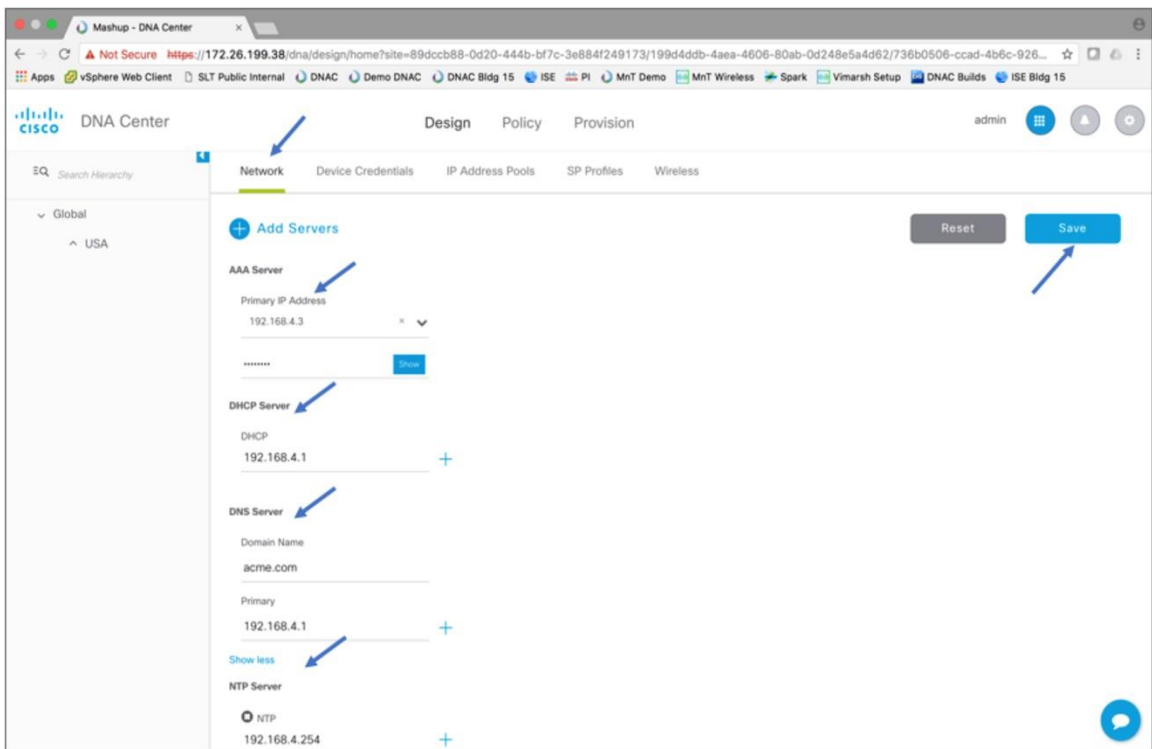 Mashup - DNA Center
Not Secure https://172.26.199.38/dna/design/home?site=89dccb88-0d20-444b-bf7c-3e884f249173/199d4ddb-4aea-4606-80ab-0d248e5a4d62/736b0506-ccad-4b6c-926...
Apps vSphere Web Client SLT Public Internal DNAC Demo DNAC DNAC Bldg 15 ISE PI MnT Demo MnT Wireless Spark Vimarsh Setup DNAC Builds ISE Bldg 15
CISCO DNA Center Design Policy Provision admin
Search Hierarchy Network Device Credentials IP Address Pools SP Profiles Wireless
Global
USA
Add Servers Reset Save
AAA Server
Primary IP Address
192.168.4.3
Show
DHCP Server
DHCP
192.168.4.1
DNS Server
Domain Name
acme.com
Primary
192.168.4.1
Show less
NTP Server
NTP
192.168.4.254